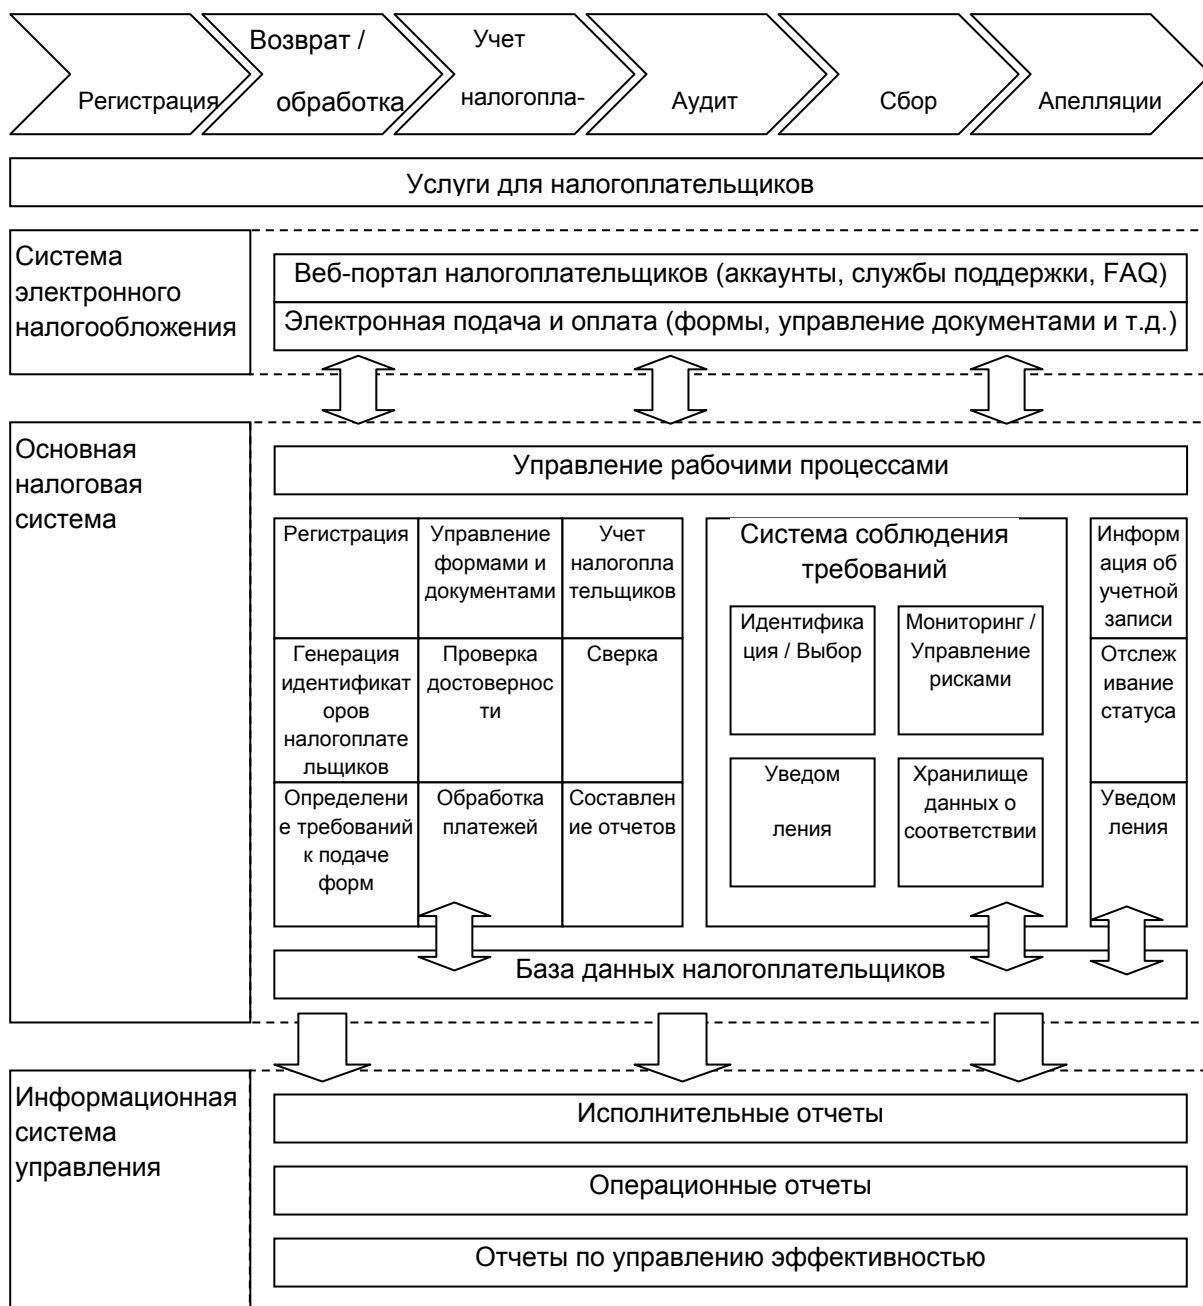 Возврат /
Учет
Регистрация
обработка
налогопла-
Аудит
Сбор
Апелляции
Услуги для налогоплательщиков
Система
электронного
налогообложения
Веб-портал налогоплательщиков (аккаунты, службы поддержки, FAQ)
Электронная подача и оплата (формы, управление документами и т.д.)
Основная
налоговая
система
Управление рабочими процессами
Регистрация
Управление
формами и
документами
Учет
налогопла
тельщиков
Генерация
идентификат
оров
налогоплате
льщиков
Проверка
достовернос
ти
Сверка
Определени
е требований
к подаче
форм
Обработка
платежей
Составлен
ие отчетов
Система соблюдения
требований
Идентифика
ция / Выбор
Мониторинг /
Управление
рисками
Уведом
ления
Хранилище
данных о
соответствии
Информ
ация об
учетной
записи
Отслеж
ивание
статуса
Уведом
ления
База данных налогоплательщиков
Информационная
система
управления
Исполнительные отчеты
Операционные отчеты
Отчеты по управлению эффективностью